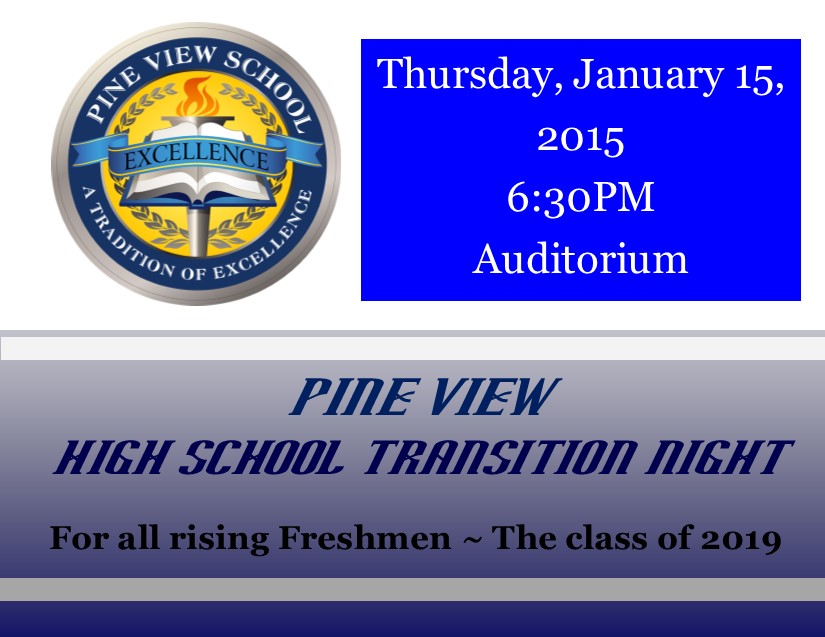 PINE VIEW SCHOOL
EXCELLENCE
A TRADITION OF EXCELLENCE
Thursday, January 15,
2015
6:30PM
Auditorium
PINE VIEW
HIGH SCHOOL TRANSITION NIGHT
For all rising Freshmen ~ The class of 2019